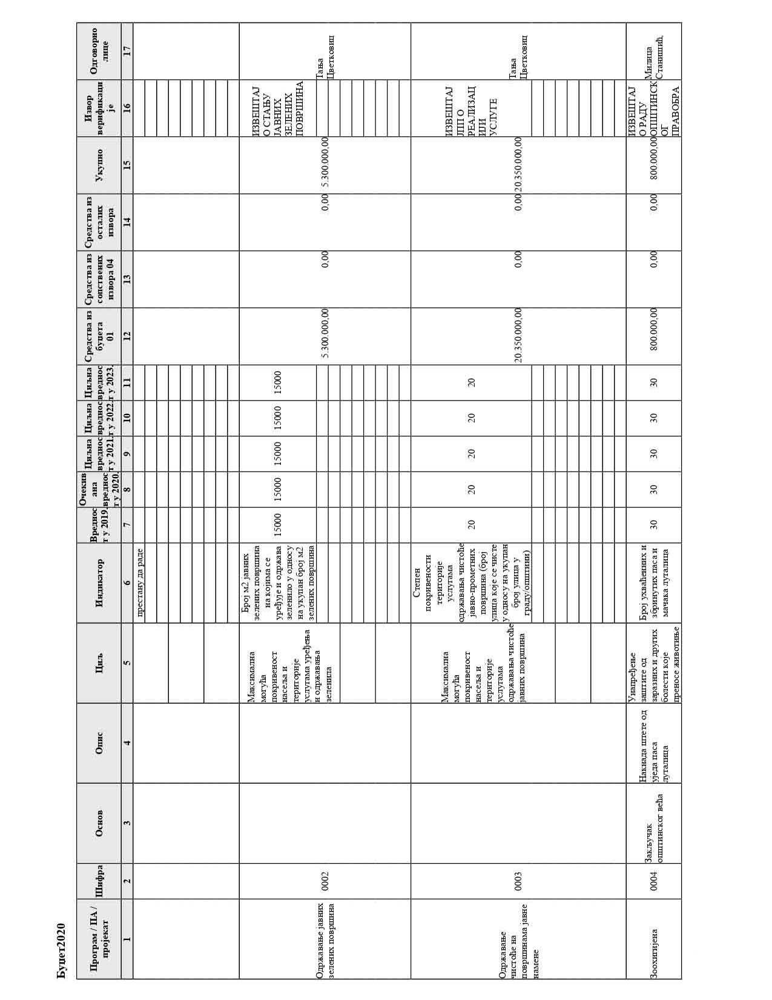 Буџет2020
Програм / ПА /
пројекат
Шифра
Основ
Опис
Циљ
Индикатор
Вреднос
т у 2019.
Очекив
ана
вреднос
т у 2020.
Циљна
вреднос
т у 2021.
Циљна
вреднос
т у 2022.
Циљна
вреднос
т у 2023.
Средства из
буџета
01
Средства из
сопствених
извора 04
Средства из
осталих
извора
Укупно
Извор
верификаци
је
Одговорно
лице
1
2
3
4
5
6
7
8
9
10
11
12
13
14
15
16
17
престану да раде
Одржавање јавних
зелених површина
0002
Максимална
могућа
покривеност
насеља и
територије
услугама уређења
и одржавања
зеленила
Број м2 јавних
зелених површина
на којима се
уређује и одржава
зеленило у односу
на укупан број м2
зелених површина
15000
15000
15000
15000
15000
5.300.000,00
0,00
0,00
5.300.000,00
ИЗВЕШТАЈ
О СТАЊУ
ЈАВНИХ
ЗЕЛЕНИХ
ПОВРШИНА
Тања
Цветковиц
Одржавање
чистоће на
површинама јавне
намене
0003
Максимална
могућа
покривеност
насеља и
територије
услугама
одржавања чистоће
јавних површина
Степен
покривености
територије
услугама
одржавања чистоће
јавно-прометних
површина (број
улица које се чисте
у односу на укупан
број улица у
граду/општини)
20
20
20
20
20
20.350.000,00
0,00
0,00
20.350.000,00
ИЗВЕШТАЈ
ЈПП О
РЕАЛИЗАЦ
ИЈИ
УСЛУГЕ
Тања
Цветковиц
Зоохигијена
0004
Закључак
општинског већа
Накнада штете од
уједа паса
луталица
Унапређење
заштите од
заразних и других
болести које
преносе животиње
Број ухваћенних и
збринутих паса и
мачака луталица
30
30
30
30
30
800.000,00
0,00
0,00
800.000,00
ИЗВЕШТАЈ
О РАДУ
ОПШТИНСК
ОГ
ПРАВОБРА
Милица
Станишић,